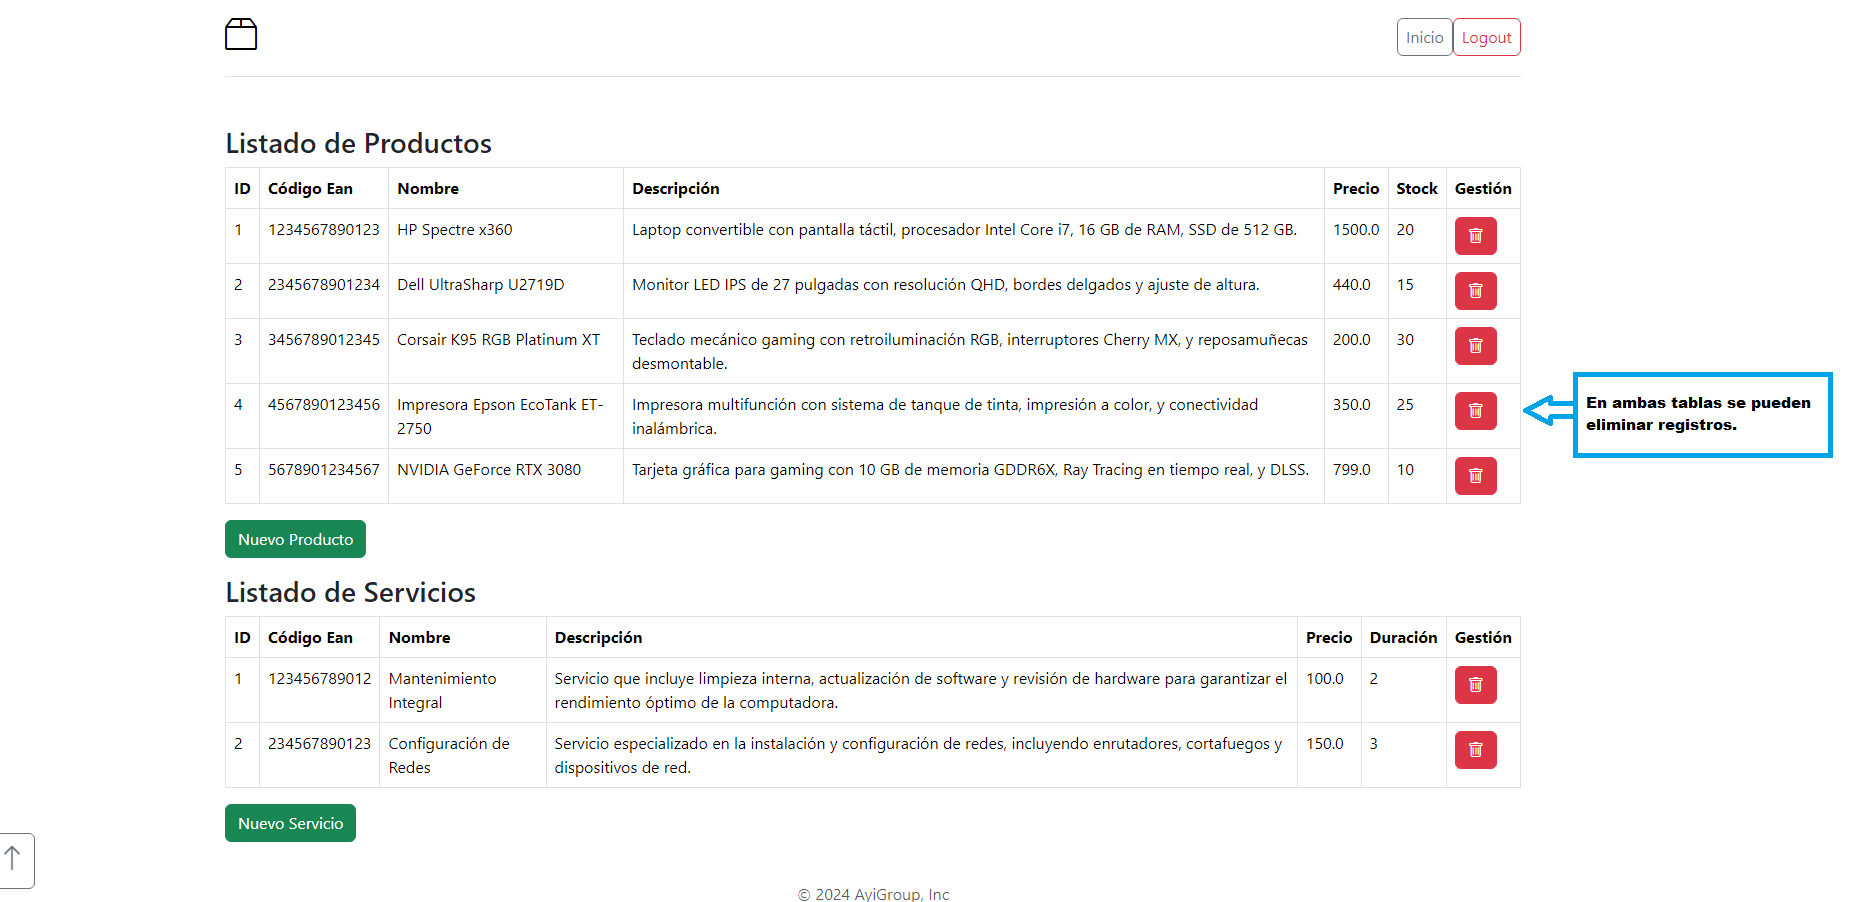 Inicio Logout
Listado de Productos
ID Código Ean Nombre Descripción Precio Stock Gestión
1 1234567890123 HP Spectre x360 Laptop convertible con pantalla táctil, procesador Intel Core i7, 16 GB de RAM, SSD de 512 GB. 1500.0 20
2 2345678901234 Dell UltraSharp U2719D Monitor LED IPS de 27 pulgadas con resolución QHD, bordes delgados y ajuste de altura. 440.0 15
3 3456789012345 Corsair K95 RGB Platinum XT Teclado mecánico gaming con retroiluminación RGB, interruptores Cherry MX, y reposamuñecas 200.0 30
desmontable.
4 4567890123456 Impresora Epson EcoTank ET- Impresora multifunción con sistema de tanque de tinta, impresión a color, y conectividad 350.0 25
2750 inalámbrica.
En ambas tablas se pueden
eliminar registros.
5 5678901234567 NVIDIA GeForce RTX 3080 Tarjeta gráfica para gaming con 10 GB de memoria GDDR6X, Ray Tracing en tiempo real, y DLSS. 799.0 10
Nuevo Producto
Listado de Servicios
ID Código Ean Nombre Descripción Precio Duración Gestión
1 123456789012 Mantenimiento Servicio que incluye limpieza interna, actualización de software y revisión de hardware para garantizar el 100.0 2
Integral rendimiento óptimo de la computadora.
2 234567890123 Configuración de Servicio especializado en la instalación y configuración de redes, incluyendo enrutadores, cortafuegos y 150.0 3
Redes dispositivos de red.
Nuevo Servicio
© 2024 AyiGroup, Inc